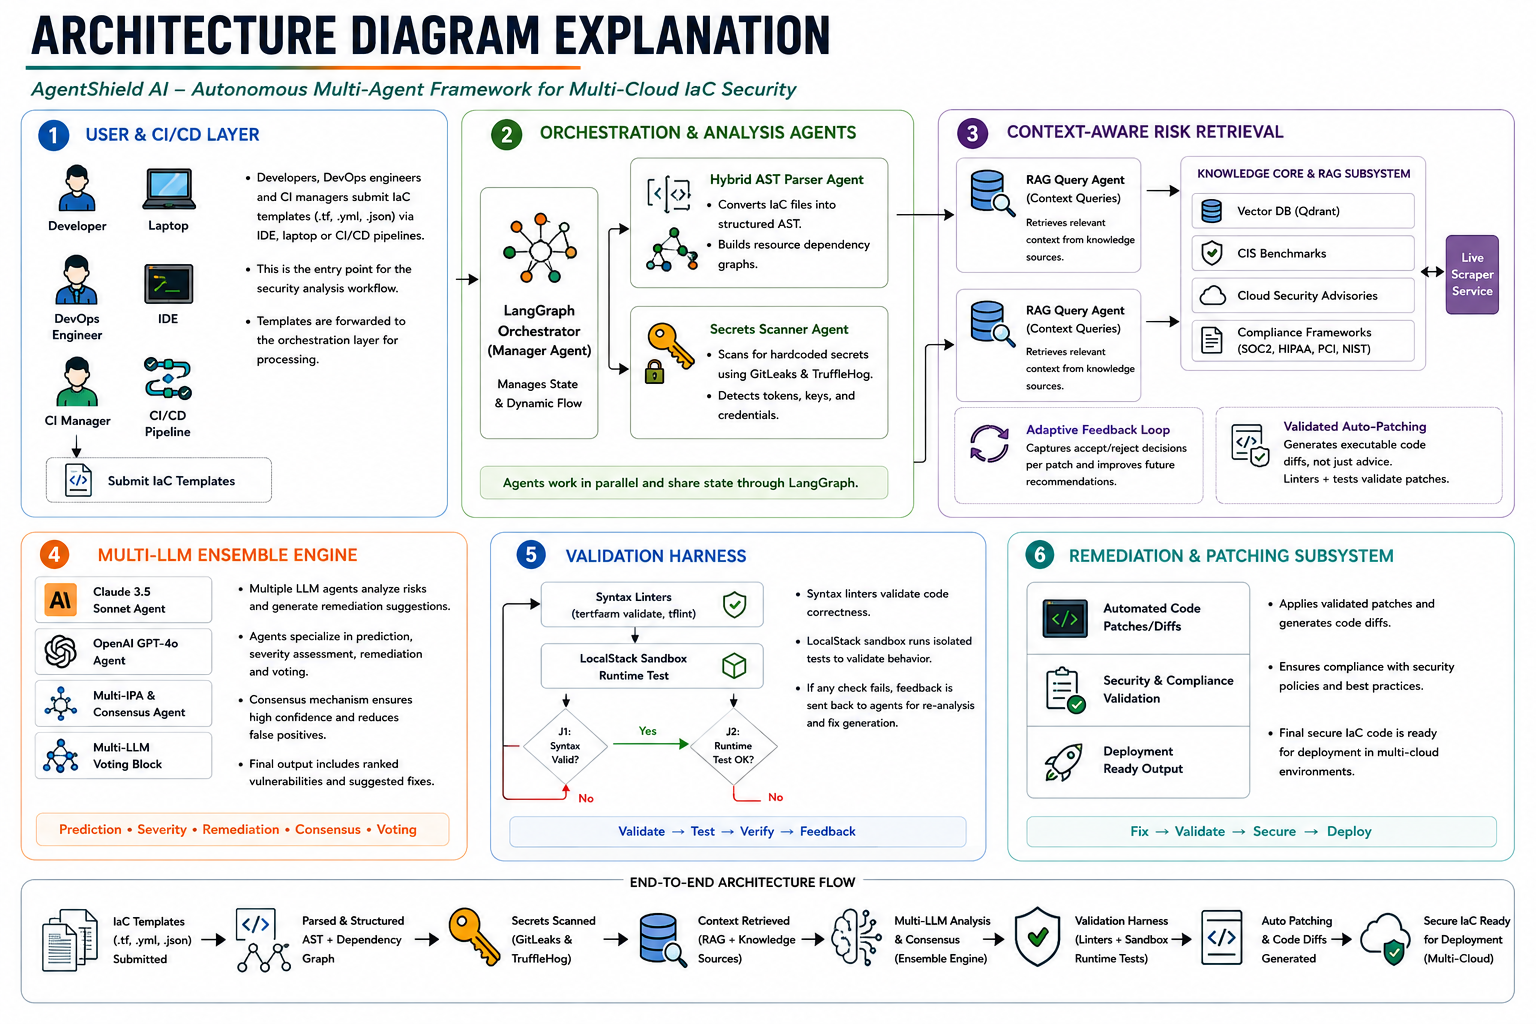 ARCHITECTURE DIAGRAM EXPLANATION
AgentShield AI – Autonomous Multi-Agent Framework for Multi-Cloud IaC Security
1 USER & CI/CD LAYER
Developer
Laptop
DevOps
Engineer
IDE
CI Manager
CI/CD
Pipeline
Submit IaC Templates
• Developers, DevOps engineers
and CI managers submit IaC
templates (.tf, .yml, .json) via
IDE, laptop or CI/CD pipelines.
• This is the entry point for the
security analysis workflow.
• Templates are forwarded to
the orchestration layer for
processing.
2 ORCHESTRATION & ANALYSIS AGENTS
LangGraph
Orchestrator
(Manager Agent)
Manages State
& Dynamic Flow
Hybrid AST Parser Agent
• Converts IaC files into
structured AST.
• Builds resource dependency
graphs.
Secrets Scanner Agent
• Scans for hardcoded secrets
using GitLeaks & TruffleHog.
• Detects tokens, keys, and
credentials.
Agents work in parallel and share state through LangGraph.
3 CONTEXT-AWARE RISK RETRIEVAL
RAG Query Agent
(Context Queries)
Retrieves relevant
context from knowledge
sources.
RAG Query Agent
(Context Queries)
Retrieves relevant
context from knowledge
sources.
KNOWLEDGE CORE & RAG SUBSYSTEM
Vector DB (Qdrant)
CIS Benchmarks
Cloud Security Advisories
Compliance Frameworks
(SOC2, HIPAA, PCI, NIST)
Live
Scraper
Service
Adaptive Feedback Loop
Captures accept/reject decisions
per patch and improves future
recommendations.
Validated Auto-Patching
Generates executable code
diffs, not just advice.
Linters + tests validate patches.
4 MULTI-LLM ENSEMBLE ENGINE
AI Claude 3.5
Sonnet Agent
OpenAI GPT-4o
Agent
Multi-IPA &
Consensus Agent
Multi-LLM
Voting Block
• Multiple LLM agents analyze risks
and generate remediation suggestions.
• Agents specialize in prediction,
severity assessment, remediation
and voting.
• Consensus mechanism ensures
high confidence and reduces
false positives.
• Final output includes ranked
vulnerabilities and suggested fixes.
Prediction • Severity • Remediation • Consensus • Voting
5 VALIDATION HARNESS
Syntax Linters
(tertfarm validate, tflint)
LocalStack Sandbox
Runtime Test
J1:
Syntax
Valid?
Yes
J2:
Runtime
Test OK?
No
No
• Syntax linters validate code
correctness.
• LocalStack sandbox runs isolated
tests to validate behavior.
• If any check fails, feedback is
sent back to agents for re-analysis
and fix generation.
Validate → Test → Verify → Feedback
6 REMEDIATION & PATCHING SUBSYSTEM
Automated Code
Patches/Diffs
Security & Compliance
Validation
Deployment
Ready Output
• Applies validated patches and
generates code diffs.
• Ensures compliance with security
policies and best practices.
• Final secure IaC code is ready
for deployment in multi-cloud
environments.
Fix → Validate → Secure → Deploy
END-TO-END ARCHITECTURE FLOW
IaC Templates
(.tf, .yml, .json)
Submitted
Parsed & Structured
AST + Dependency
Graph
Secrets Scanned
(GitLeaks &
TruffleHog)
Context Retrieved
(RAG + Knowledge
Sources)
Multi-LLM Analysis
& Consensus
(Ensemble Engine)
Validation Harness
(Linters + Sandbox
Runtime Tests)
Auto Patching
& Code Diffs
Generated
Secure IaC Ready
for Deployment
(Multi-Cloud)